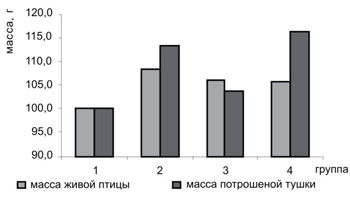 масса, г
120,0
115,0
110,0
105,0
100,0
95,0
90,0
1 2 3 4 группа
масса живой птицы масса потрошеной тушки